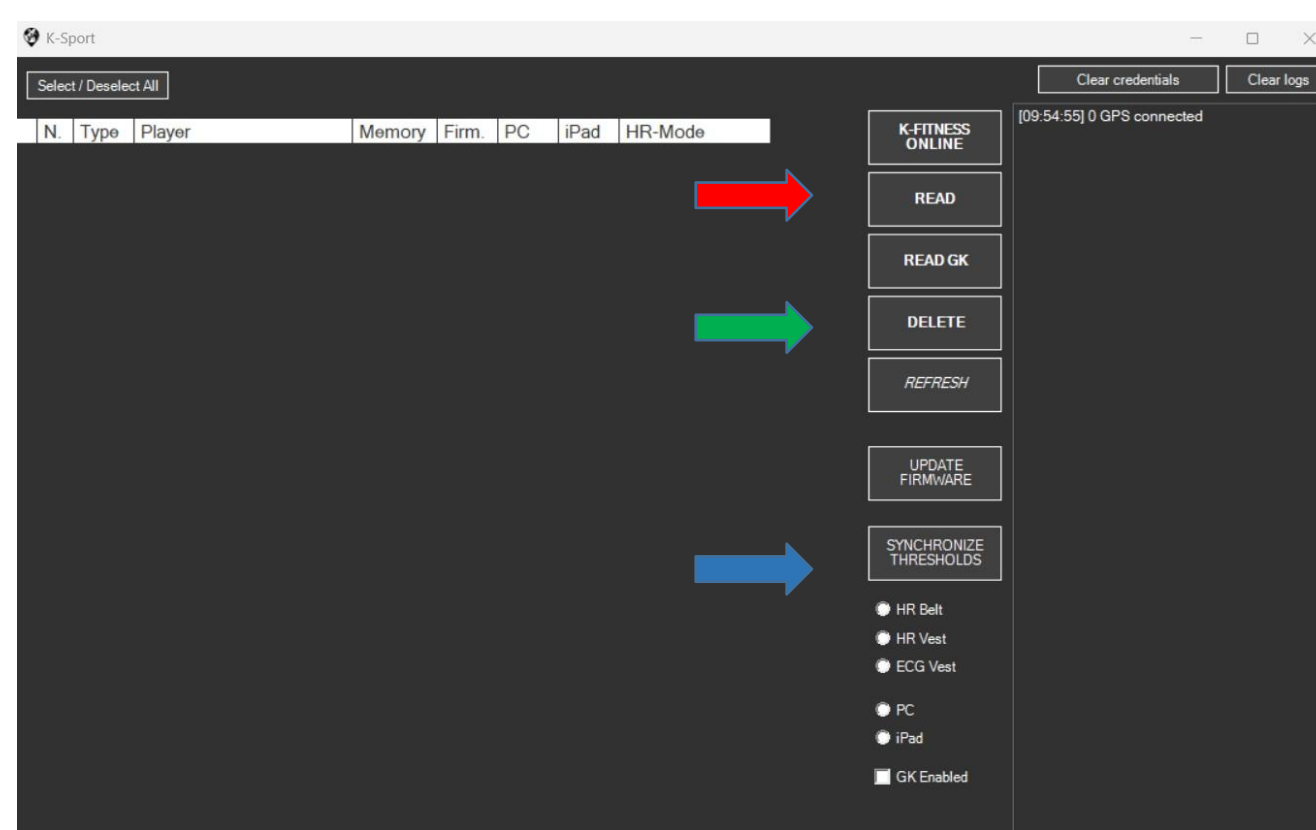 K-Sport
Select / Deselect All
Clear credentials
Clear logs
N. Type Player Memory Firm. PC iPad HR-Mode
K-FITNESS
ONLINE
[09:54:55] 0 GPS connected
READ
READ GK
DELETE
REFRESH
UPDATE
FIRMWARE
SYNCHRONIZE
THRESHOLDS
HR Belt
HR Vest
ECG Vest
PC
iPad
GK Enabled